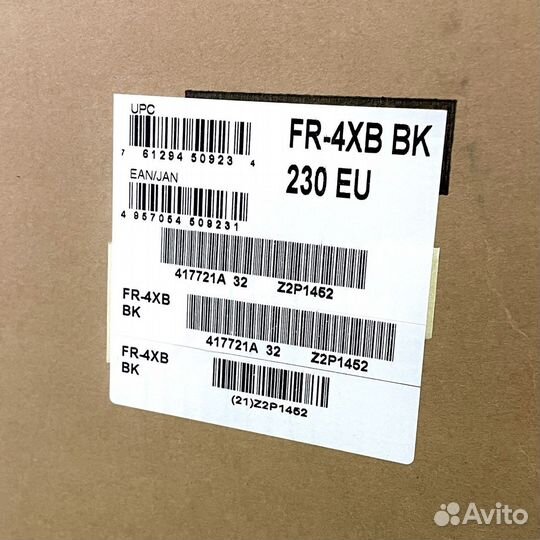 UPC
7 61294 50923 4
FR-4XB BK
230 EU
EAN/JAN
4 957054 509231
417721A 32 Z2P1452
FR-4XB
BK
417721A 32 Z2P1452
FR-4XB
BK
(21)Z2P1452
Avito